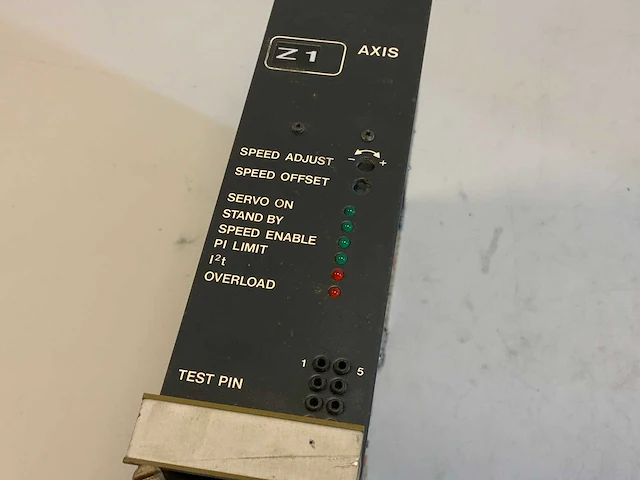 Z1 AXIS
SPEED ADJUST - +
SPEED OFFSET
SERVO ON
STAND BY
SPEED ENABLE
PI LIMIT
I²t
OVERLOAD
1 5
TEST PIN